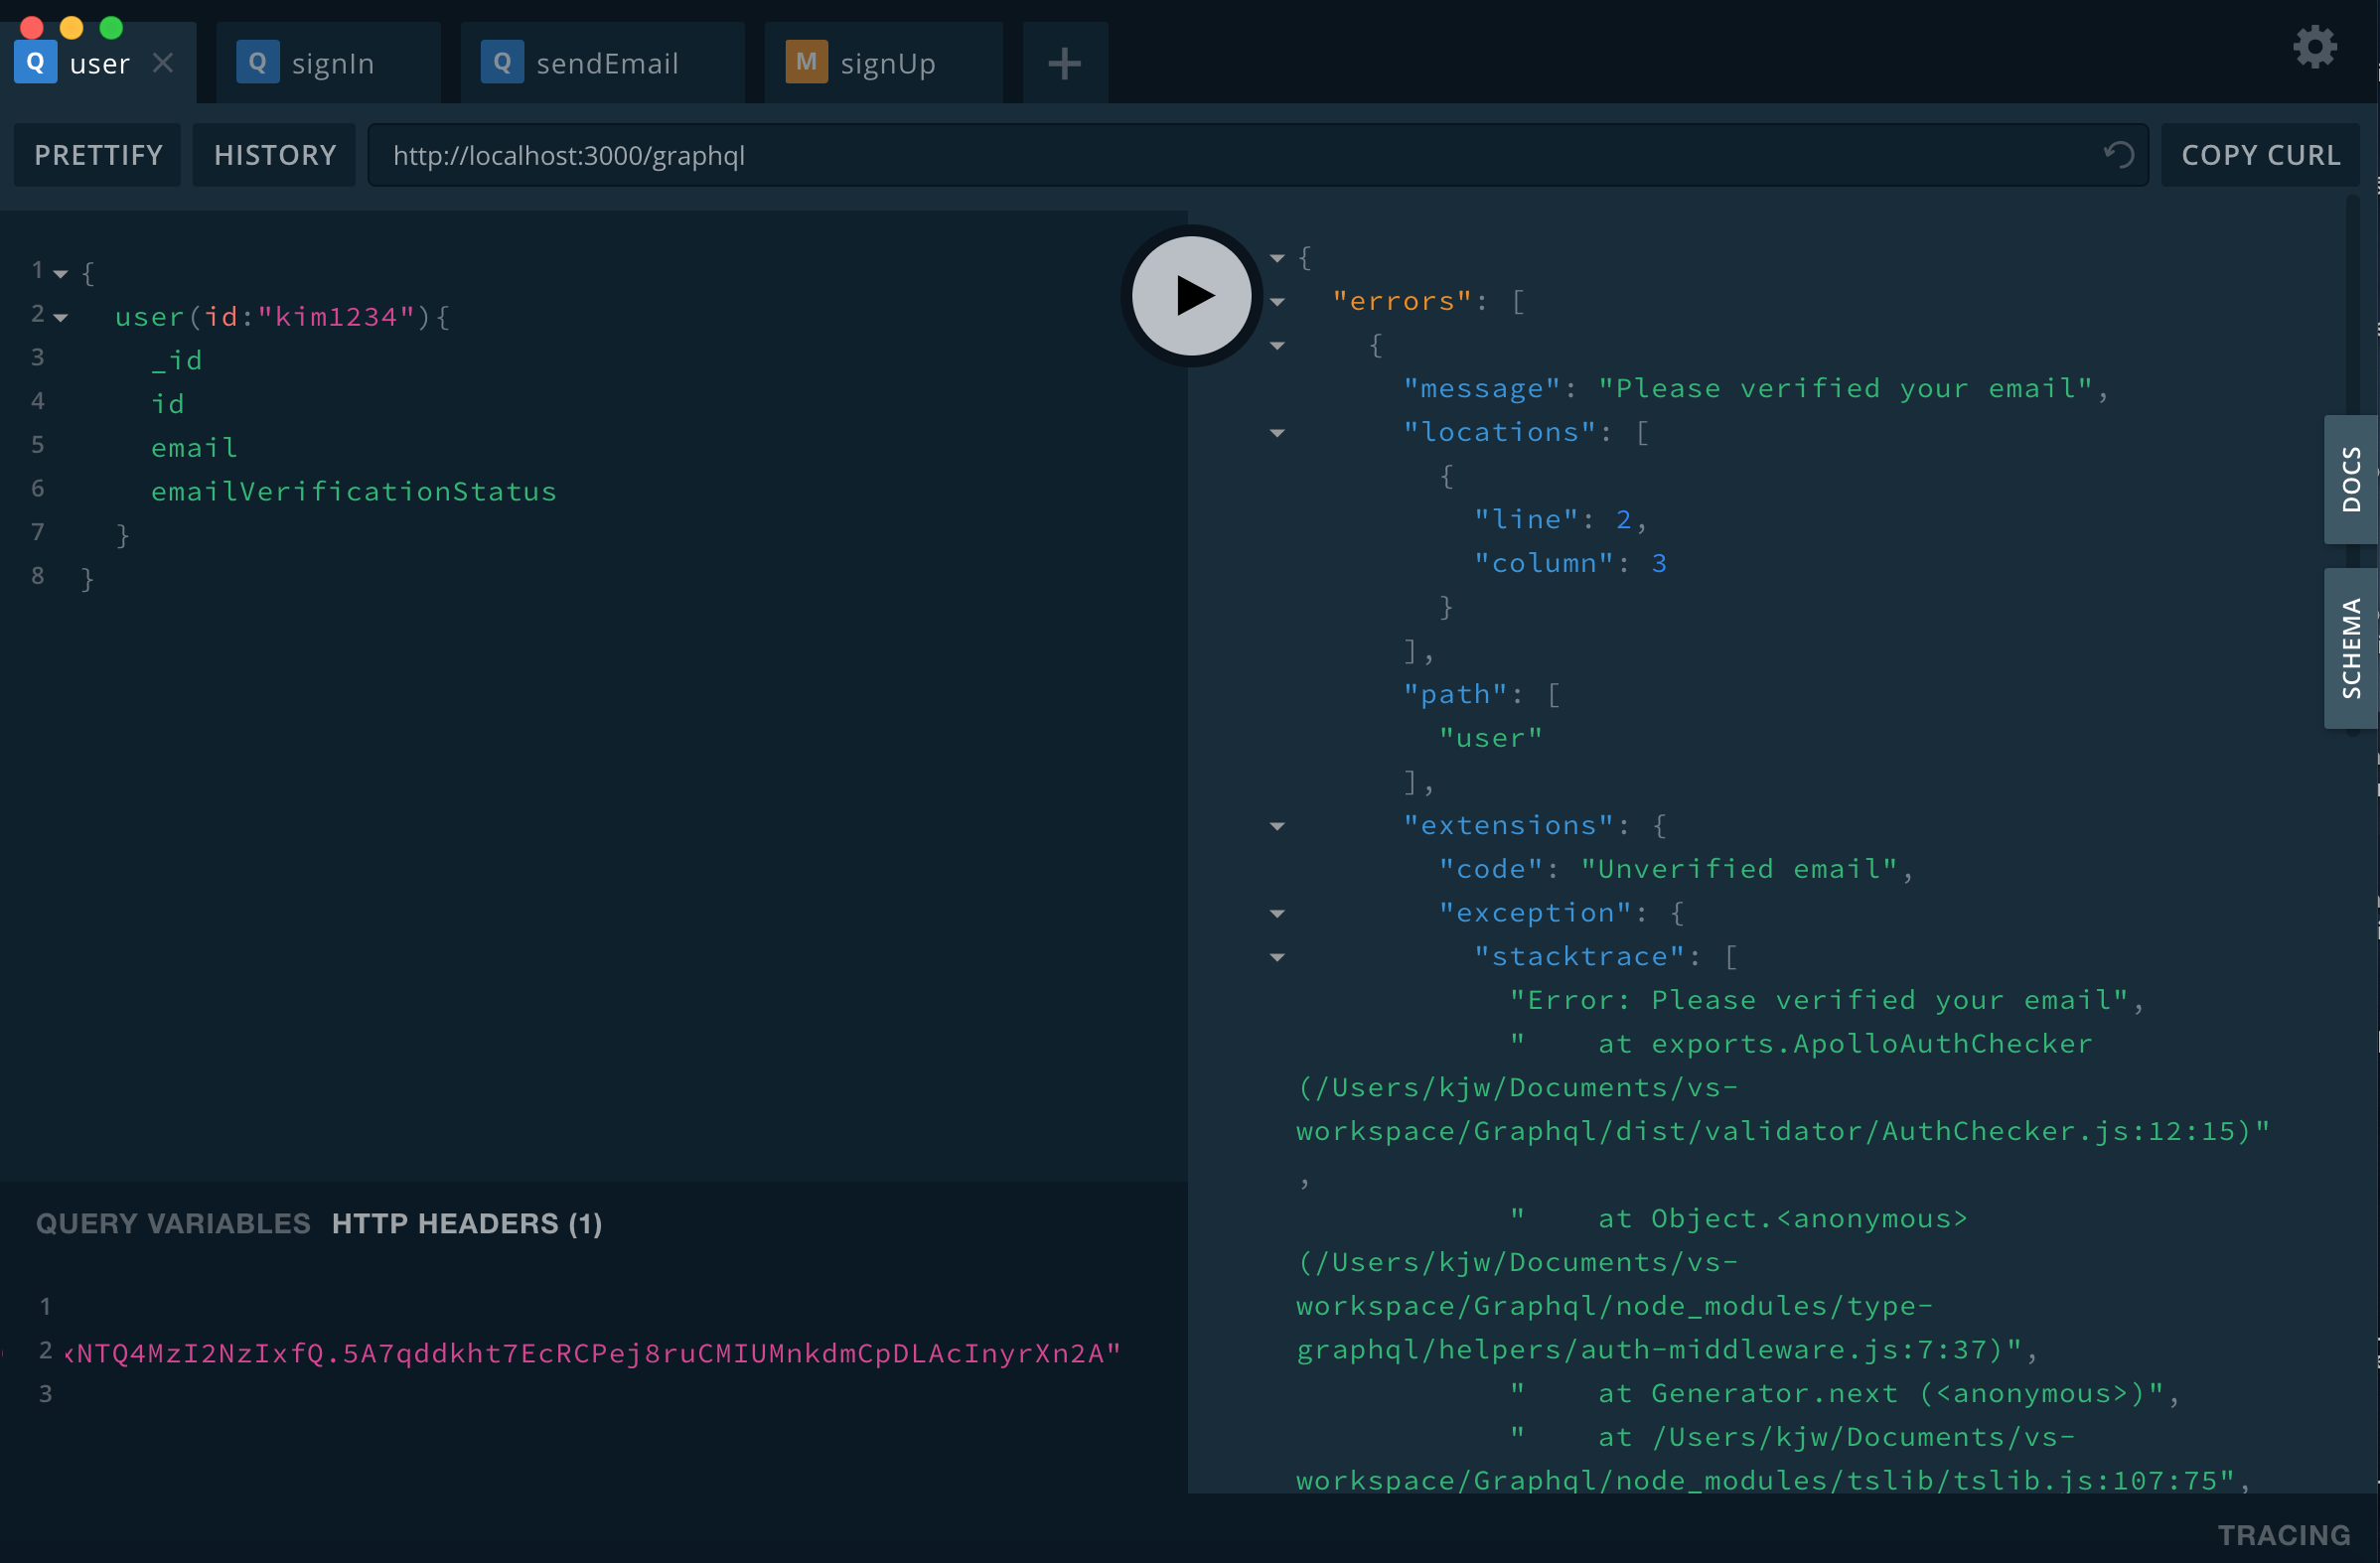 Q user × Q signIn Q sendEmail M signUp +
PRETTIFY HISTORY http://localhost:3000/graphql COPY CURL
1 {
2 user(id:"kim1234"){
3 _id
4 id
5 email
6 emailVerificationStatus
7 }
8 }
QUERY VARIABLES HTTP HEADERS (1)
1
2 xNTQ4MzI2NzIxfQ.5A7qddkht7EcRCPej8ruCMIUMnkdmCpDLAcInyrXn2A"
3
{
"errors": [
{
"message": "Please verified your email",
"locations": [
{
"line": 2,
"column": 3
}
],
"path": [
"user"
],
"extensions": {
"code": "Unverified email",
"exception": {
"stacktrace": [
"Error: Please verified your email",
"    at exports.ApolloAuthChecker
(/Users/kjw/Documents/vs-
workspace/Graphql/dist/validator/AuthChecker.js:12:15)"
,
"    at Object.<anonymous>
(/Users/kjw/Documents/vs-
workspace/Graphql/node_modules/type-
graphql/helpers/auth-middleware.js:7:37)",
"    at Generator.next (<anonymous>)",
"    at /Users/kjw/Documents/vs-
workspace/Graphql/node_modules/tslib/tslib.js:107:75",
DOCS
SCHEMA
TRACING